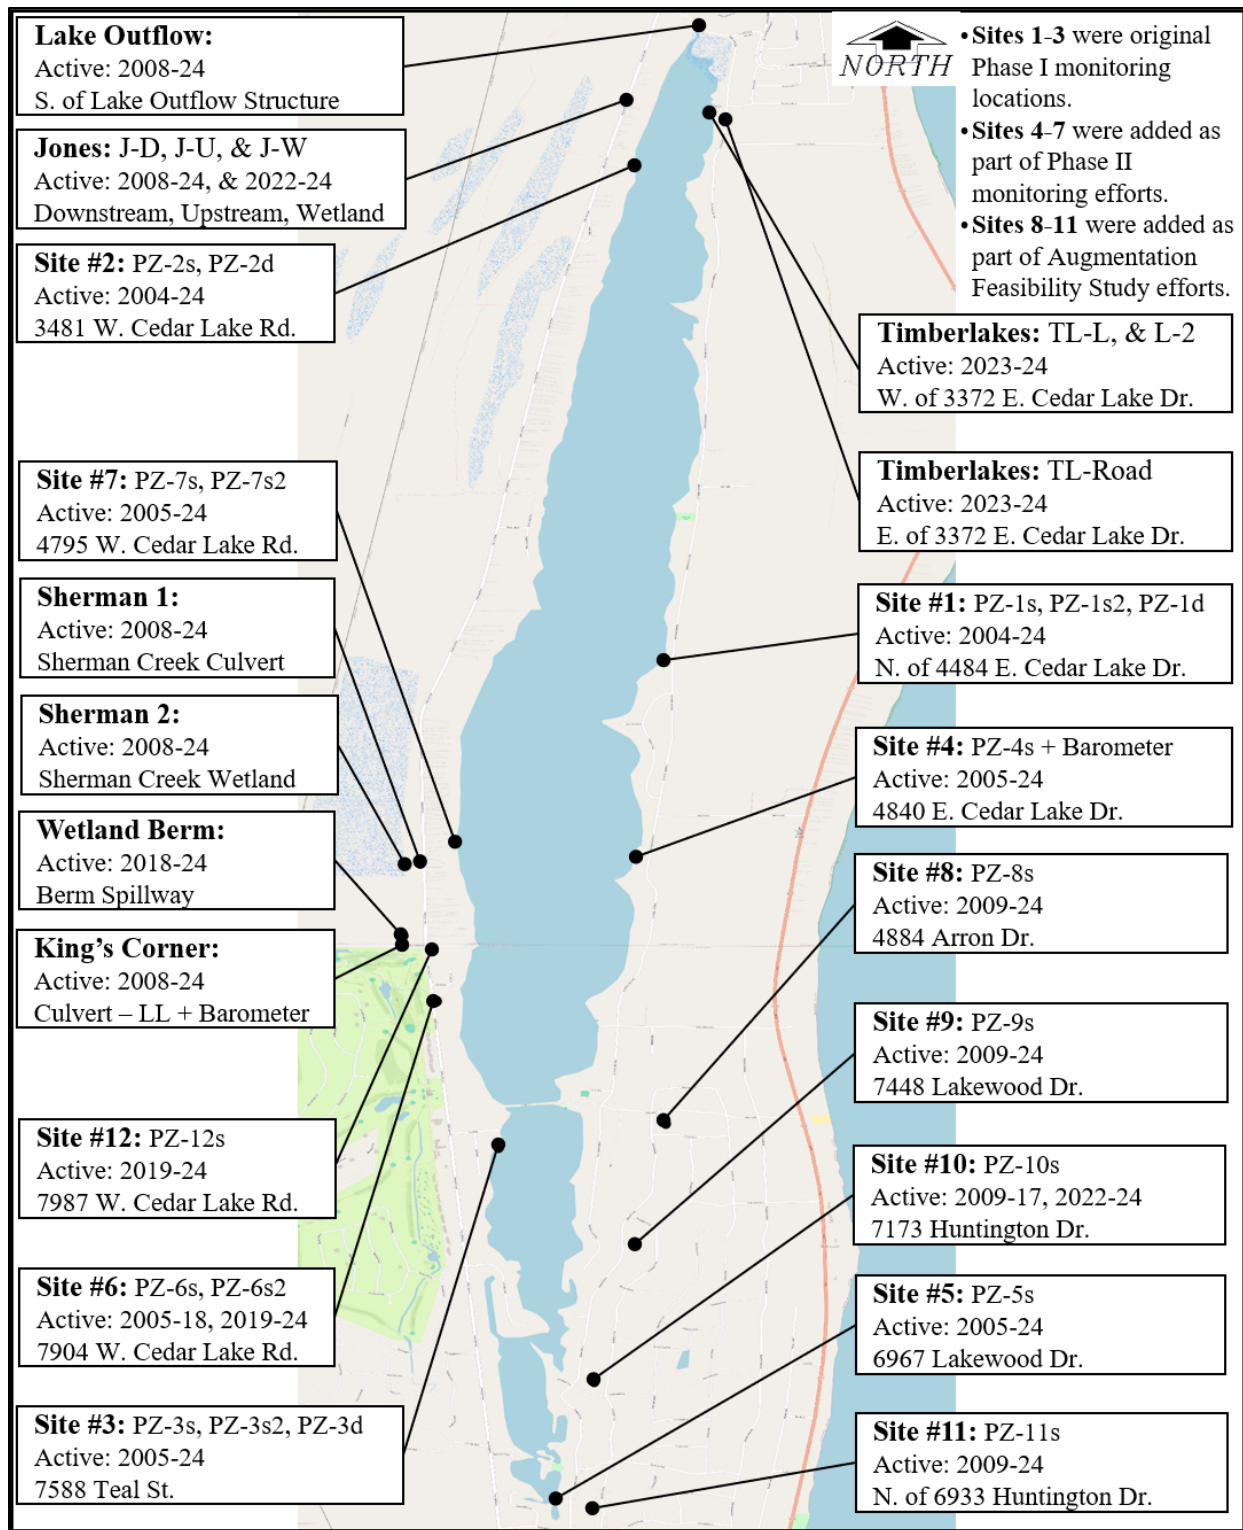 Lake Outflow:
Active: 2008-24
S. of Lake Outflow Structure
Jones: J-D, J-U, & J-W
Active: 2008-24, & 2022-24
Downstream, Upstream, Wetland
Site #2: PZ-2s, PZ-2d
Active: 2004-24
3481 W. Cedar Lake Rd.
Site #7: PZ-7s, PZ-7s2
Active: 2005-24
4795 W. Cedar Lake Rd.
Sherman 1:
Active: 2008-24
Sherman Creek Culvert
Sherman 2:
Active: 2008-24
Sherman Creek Wetland
Wetland Berm:
Active: 2018-24
Berm Spillway
King’s Corner:
Active: 2008-24
Culvert – LL + Barometer
Site #12: PZ-12s
Active: 2019-24
7987 W. Cedar Lake Rd.
Site #6: PZ-6s, PZ-6s2
Active: 2005-18, 2019-24
7904 W. Cedar Lake Rd.
Site #3: PZ-3s, PZ-3s2, PZ-3d
Active: 2005-24
7588 Teal St.
NORTH
•Sites 1-3 were original
Phase I monitoring
locations.
•Sites 4-7 were added as
part of Phase II
monitoring efforts.
•Sites 8-11 were added as
part of Augmentation
Feasibility Study efforts.
Timberlakes: TL-L, & L-2
Active: 2023-24
W. of 3372 E. Cedar Lake Dr.
Timberlakes: TL-Road
Active: 2023-24
E. of 3372 E. Cedar Lake Dr.
Site #1: PZ-1s, PZ-1s2, PZ-1d
Active: 2004-24
N. of 4484 E. Cedar Lake Dr.
Site #4: PZ-4s + Barometer
Active: 2005-24
4840 E. Cedar Lake Dr.
Site #8: PZ-8s
Active: 2009-24
4884 Arron Dr.
Site #9: PZ-9s
Active: 2009-24
7448 Lakewood Dr.
Site #10: PZ-10s
Active: 2009-17, 2022-24
7173 Huntington Dr.
Site #5: PZ-5s
Active: 2005-24
6967 Lakewood Dr.
Site #11: PZ-11s
Active: 2009-24
N. of 6933 Huntington Dr.